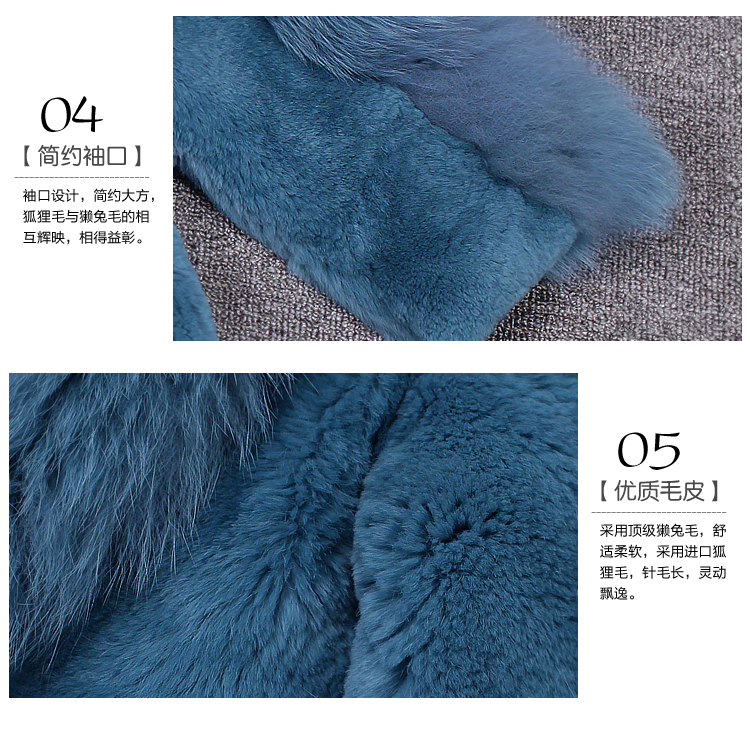 04
【简约袖口】
袖口设计，简约大方，
狐狸毛与獭兔毛的相
互辉映，相得益彰。
05
【优质毛皮】
采用顶级獭兔毛，舒
适柔软，采用进口狐
狸毛，针毛长，灵动
飘逸。